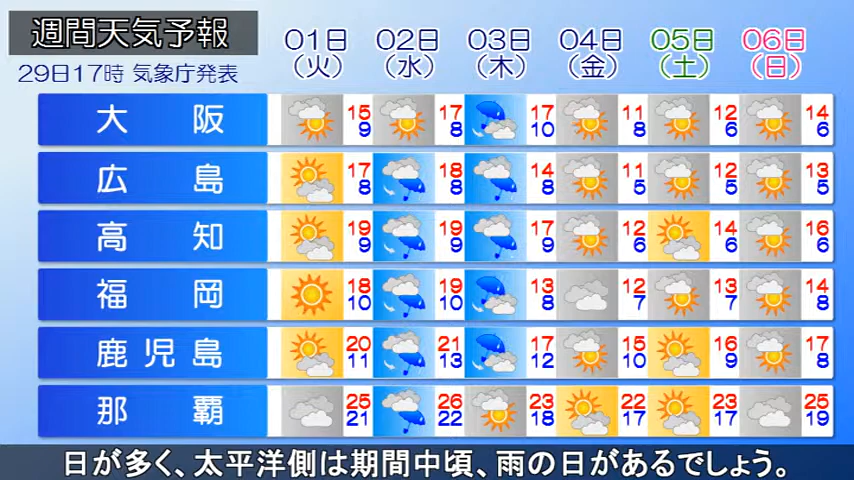 週間天気予報
29日17時 気象庁発表
01日 02日 03日 04日 05日 06日
(火) (水) (木) (金) (土) (日)
大阪 15 9 17 8 17 10 11 8 12 6 14 6
広島 17 8 18 8 14 8 11 5 12 5 13 5
高知 19 9 19 9 17 9 12 6 14 6 16 6
福岡 18 10 19 10 13 8 12 7 13 7 14 8
鹿児島 20 11 21 13 17 12 15 10 16 9 17 8
那覇 25 21 26 22 23 18 22 17 23 17 25 19
日が多く、太平洋側は期間中頃、雨の日があるでしょう。